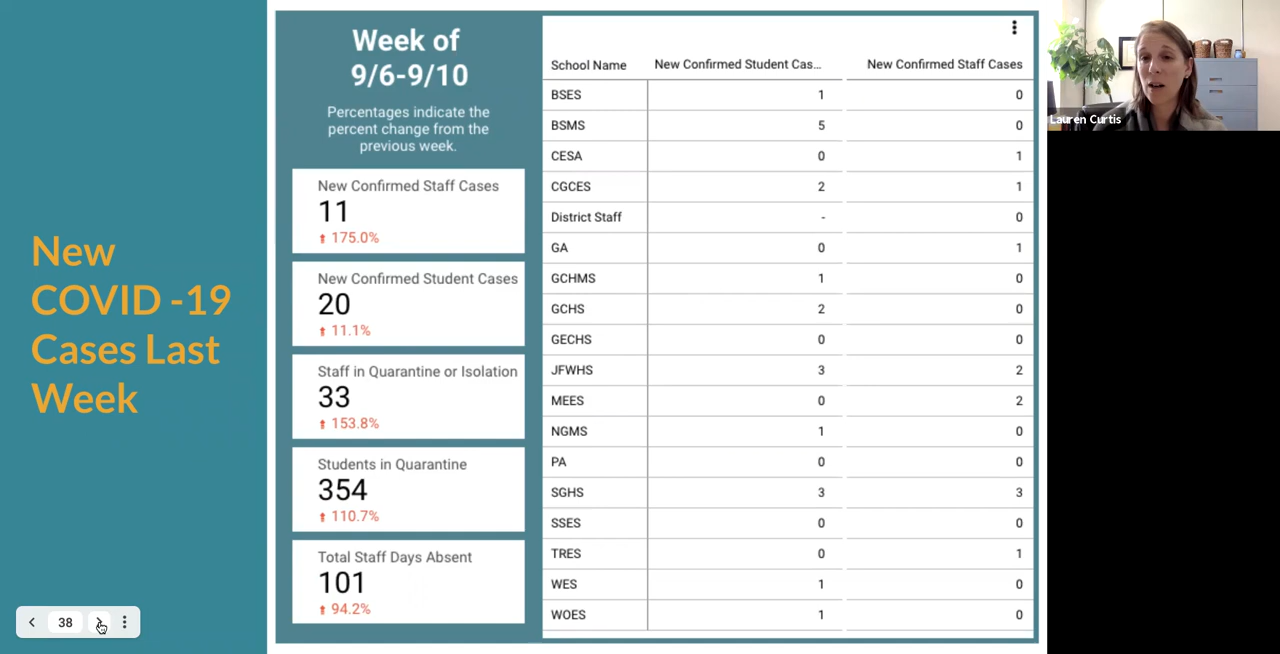 New
COVID -19
Cases Last
Week
Week of
9/6-9/10
Percentages indicate the
percent change from the
previous week.
New Confirmed Staff Cases
11
175.0%
New Confirmed Student Cases
20
11.1%
Staff in Quarantine or Isolation
33
153.8%
Students in Quarantine
354
110.7%
Total Staff Days Absent
101
94.2%
School Name New Confirmed Student Cas... New Confirmed Staff Cases
BSES 1 0
BSMS 5 0
CESA 0 1
CGCES 2 1
District Staff - 0
GA 0 1
GCHMS 1 0
GCHS 2 0
GECHS 0 0
JFWHS 3 2
MEES 0 2
NGMS 1 0
PA 0 0
SGHS 3 3
SSES 0 0
TRES 0 1
WES 1 0
WOES 1 0
Lauren Curtis
38